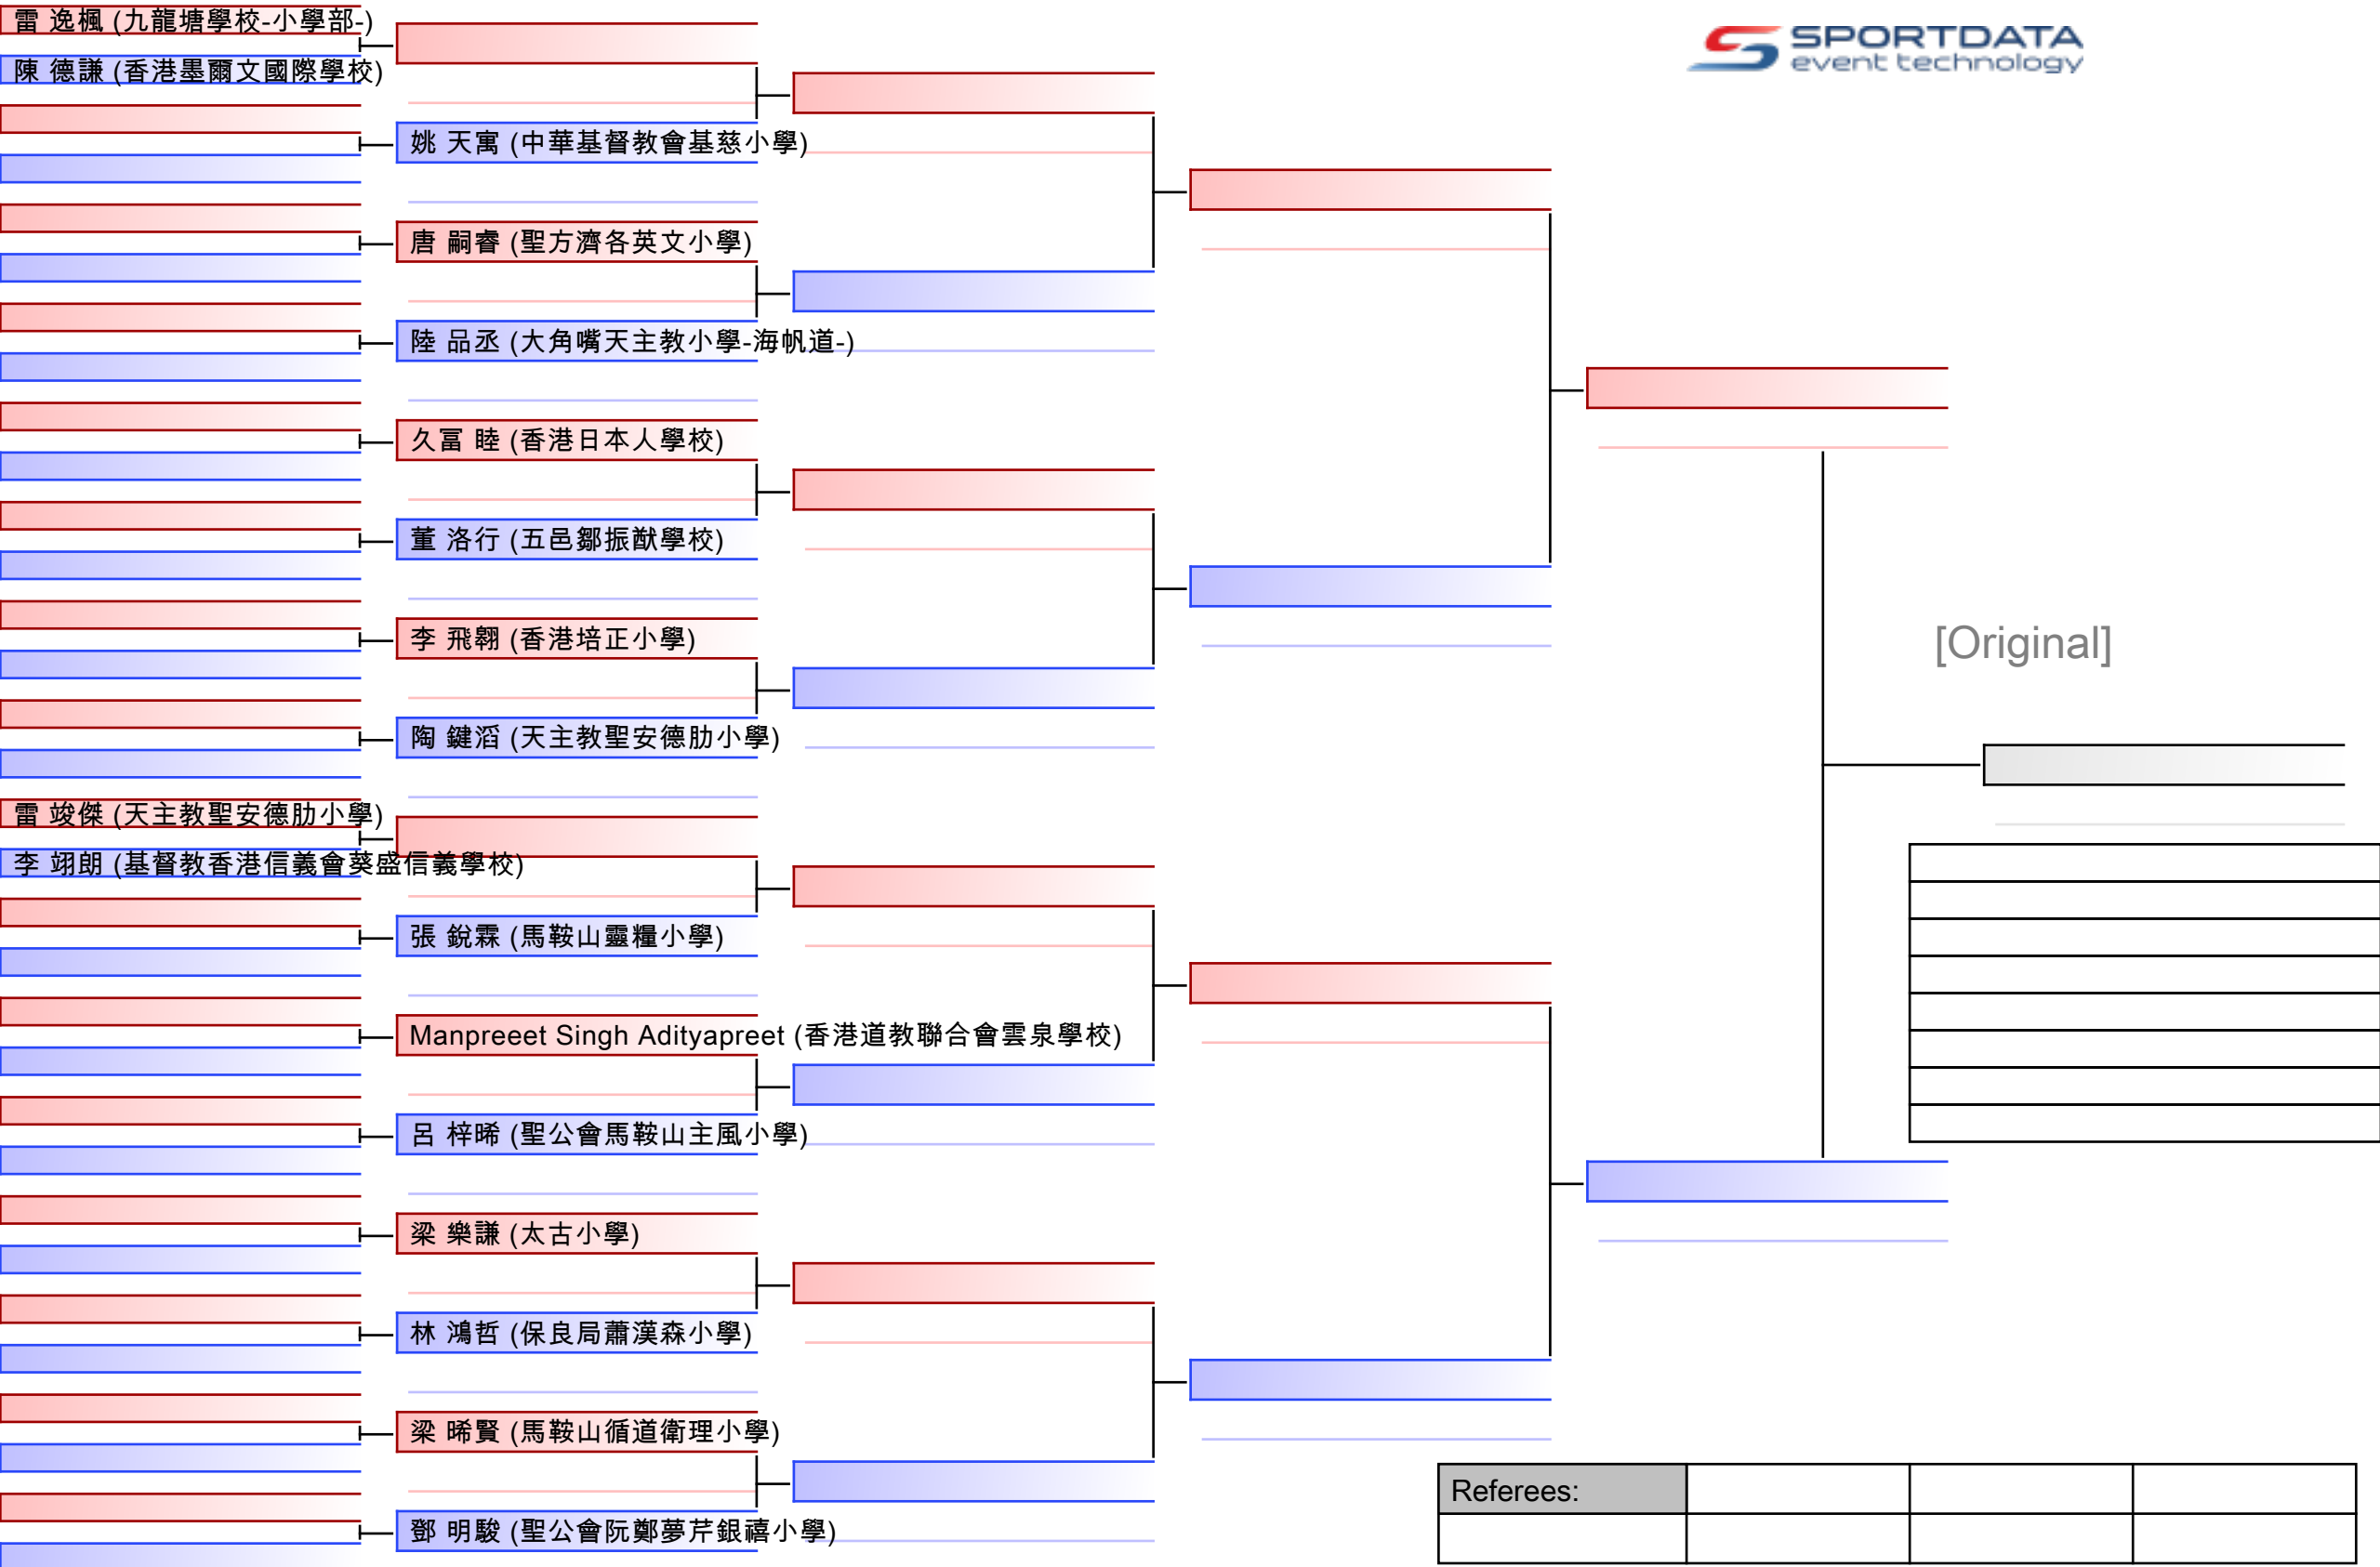 雷 逸楓 (九龍塘學校-小學部-)
陳 德謙 (香港墨爾文國際學校)
SPORTDATA
event technology
姚 天寓 (中華基督教會基慈小學)
唐 嗣睿 (聖方濟各英文小學)
陸 品丞 (大角嘴天主教小學-海帆道-)
久冨 睦 (香港日本人學校)
董 洛行 (五邑鄒振猷學校)
李 飛翱 (香港培正小學)
[Original]
陶 鍵滔 (天主教聖安德肋小學)
雷 竣傑 (天主教聖安德肋小學)
李 翊朗 (基督教香港信義會葵盛信義學校)
張 銳霖 (馬鞍山靈糧小學)
Manpreeet Singh Adityapreet (香港道教聯合會雲泉學校)
呂 梓晞 (聖公會馬鞍山主風小學)
梁 樂謙 (太古小學)
林 鴻哲 (保良局蕭漢森小學)
梁 晞賢 (馬鞍山循道衛理小學)
Referees:
鄧 明駿 (聖公會阮鄭夢芹銀禧小學)